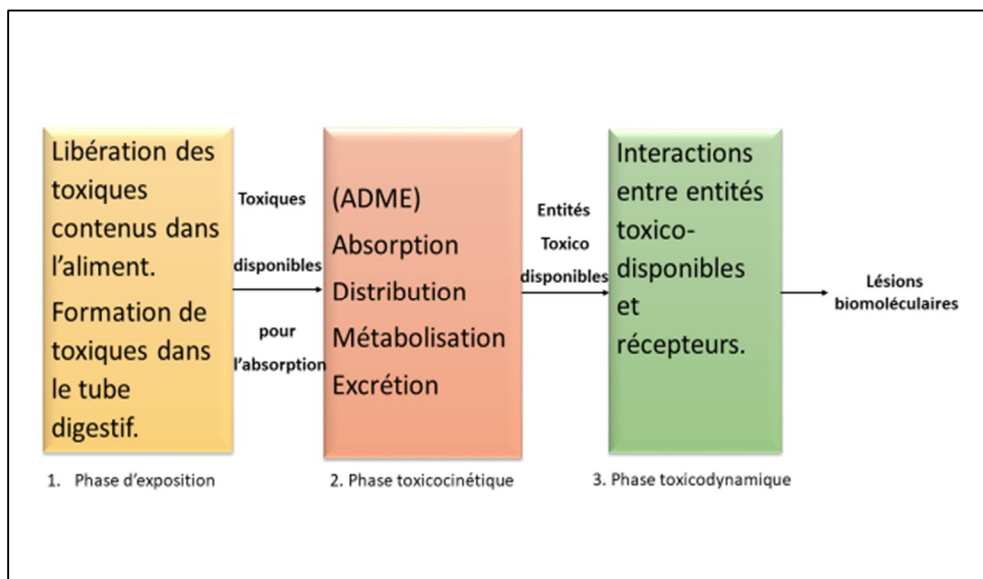 Libération des
toxiques
contenus dans
l'aliment.
Formation de
toxiques dans
le tube
digestif.
1. Phase d'exposition
Toxiques
disponibles
pour
l'absorption
(ADME)
Absorption
Distribution
Métabolisation
Excrétion
2. Phase toxicocinétique
Entités
Toxico
disponibles
Interactions
entre entités
toxico-
disponibles
et
récepteurs.
3. Phase toxicodynamique
Lésions
biomoléculaires